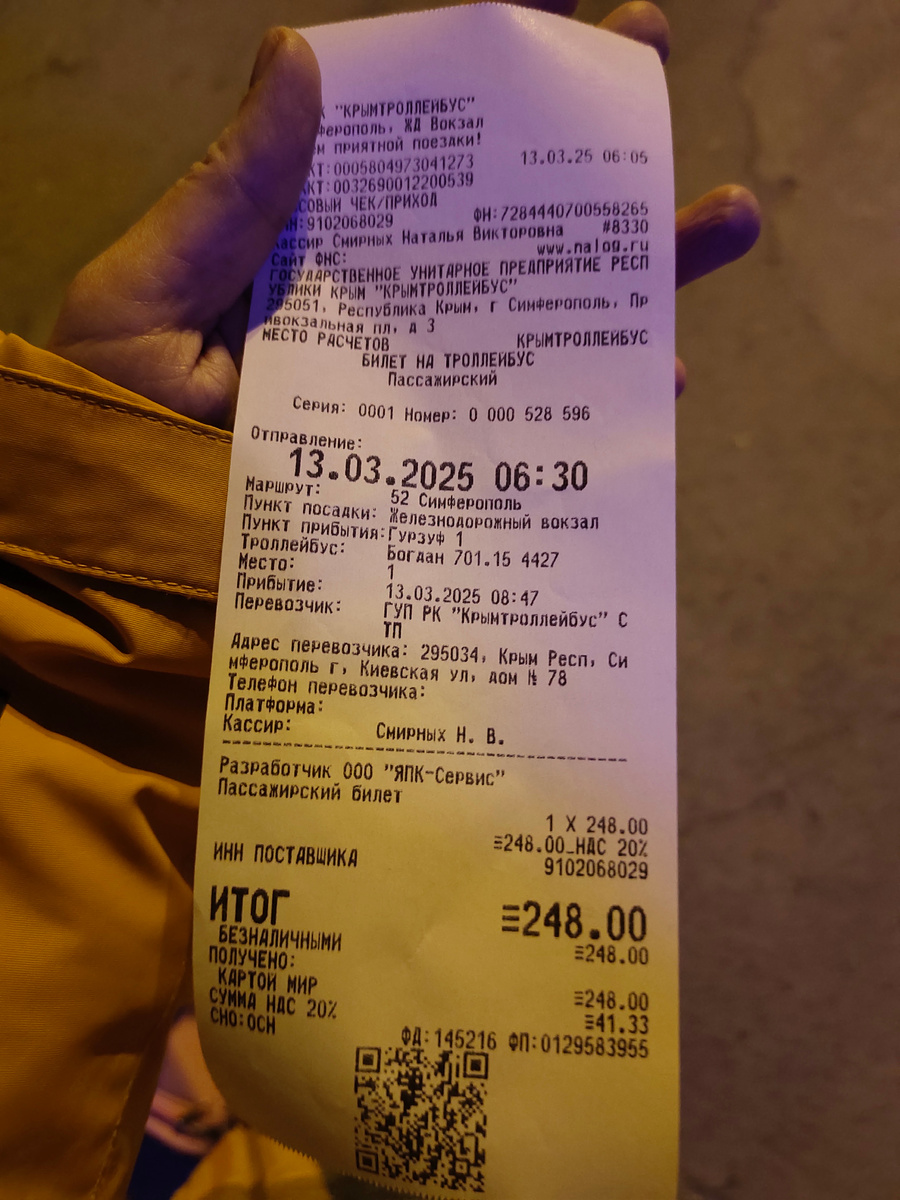 "КРЫМТРОЛЛЕЙБУС"
ферополь, ЖД Вокзал
м приятной поездки!
КТ:0005804973041273 13.03.25 06:05
ККТ:0032690012200539
СОВЫЙ ЧЕК/ПРИХОД
ИНН:9102068029 ФН:7284440700558265
Кассир Смирных Наталья Викторовна #8330
Сайт ФНС: www.nalog.ru
ГОСУДАРСТВЕННОЕ УНИТАРНОЕ ПРЕДПРИЯТИЕ РЕСП
УБЛИКИ КРЫМ "КРЫМТРОЛЛЕЙБУС"
295051, Республика Крым, г Симферополь, Пр
ивокзальная пл, д 3
МЕСТО РАСЧЕТОВ КРЫМТРОЛЛЕЙБУС
БИЛЕТ НА ТРОЛЛЕЙБУС
Пассажирский
Серия: 0001 Номер: 0 000 528 596
Отправление:
13.03.2025 06:30
Маршрут: 52 Симферополь
Пункт посадки: Железнодорожный вокзал
Пункт прибытия: Гурзуф 1
Троллейбус: Богдан 701.15 4427
Место: 1
Прибытие: 13.03.2025 08:47
Перевозчик: ГУП РК "Крымтроллейбус" С
ТП
Адрес перевозчика: 295034, Крым Респ, Си
мферополь г, Киевская ул, дом № 78
Телефон перевозчика:
Платформа:
Кассир: Смирных Н. В.
Разработчик ООО "ЯПК-Сервис"
Пассажирский билет
1 X 248.00
≡248.00_НДС 20%
ИНН ПОСТАВЩИКА 9102068029
ИТОГ ≡248.00
БЕЗНАЛИЧНЫМИ ≡248.00
ПОЛУЧЕНО:
КАРТОЙ МИР ≡248.00
СУММА НДС 20% ≡41.33
СНО:ОСН
ФД:145216 ФП:0129583955